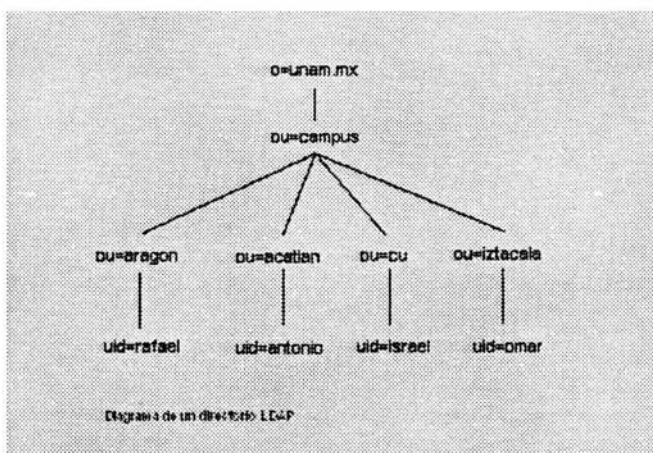 o=unam.mx
ou=campus
ou=aragon ou=acatlan ou=cu ou=iztacala
uid=rafael uid=antonio uid=israel uid=omar
Diagrama de un directorio LDAP